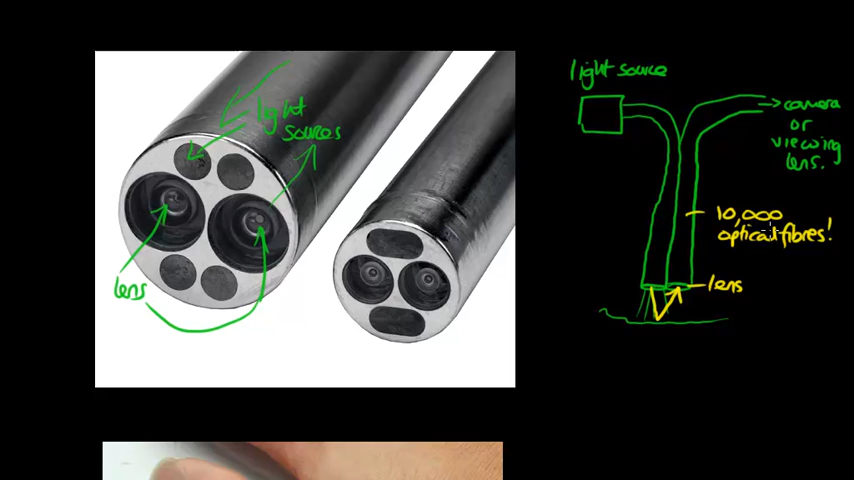 light
sources
lens
light source
camera
or
viewing
lens.
10,000
optical fibres!
lens